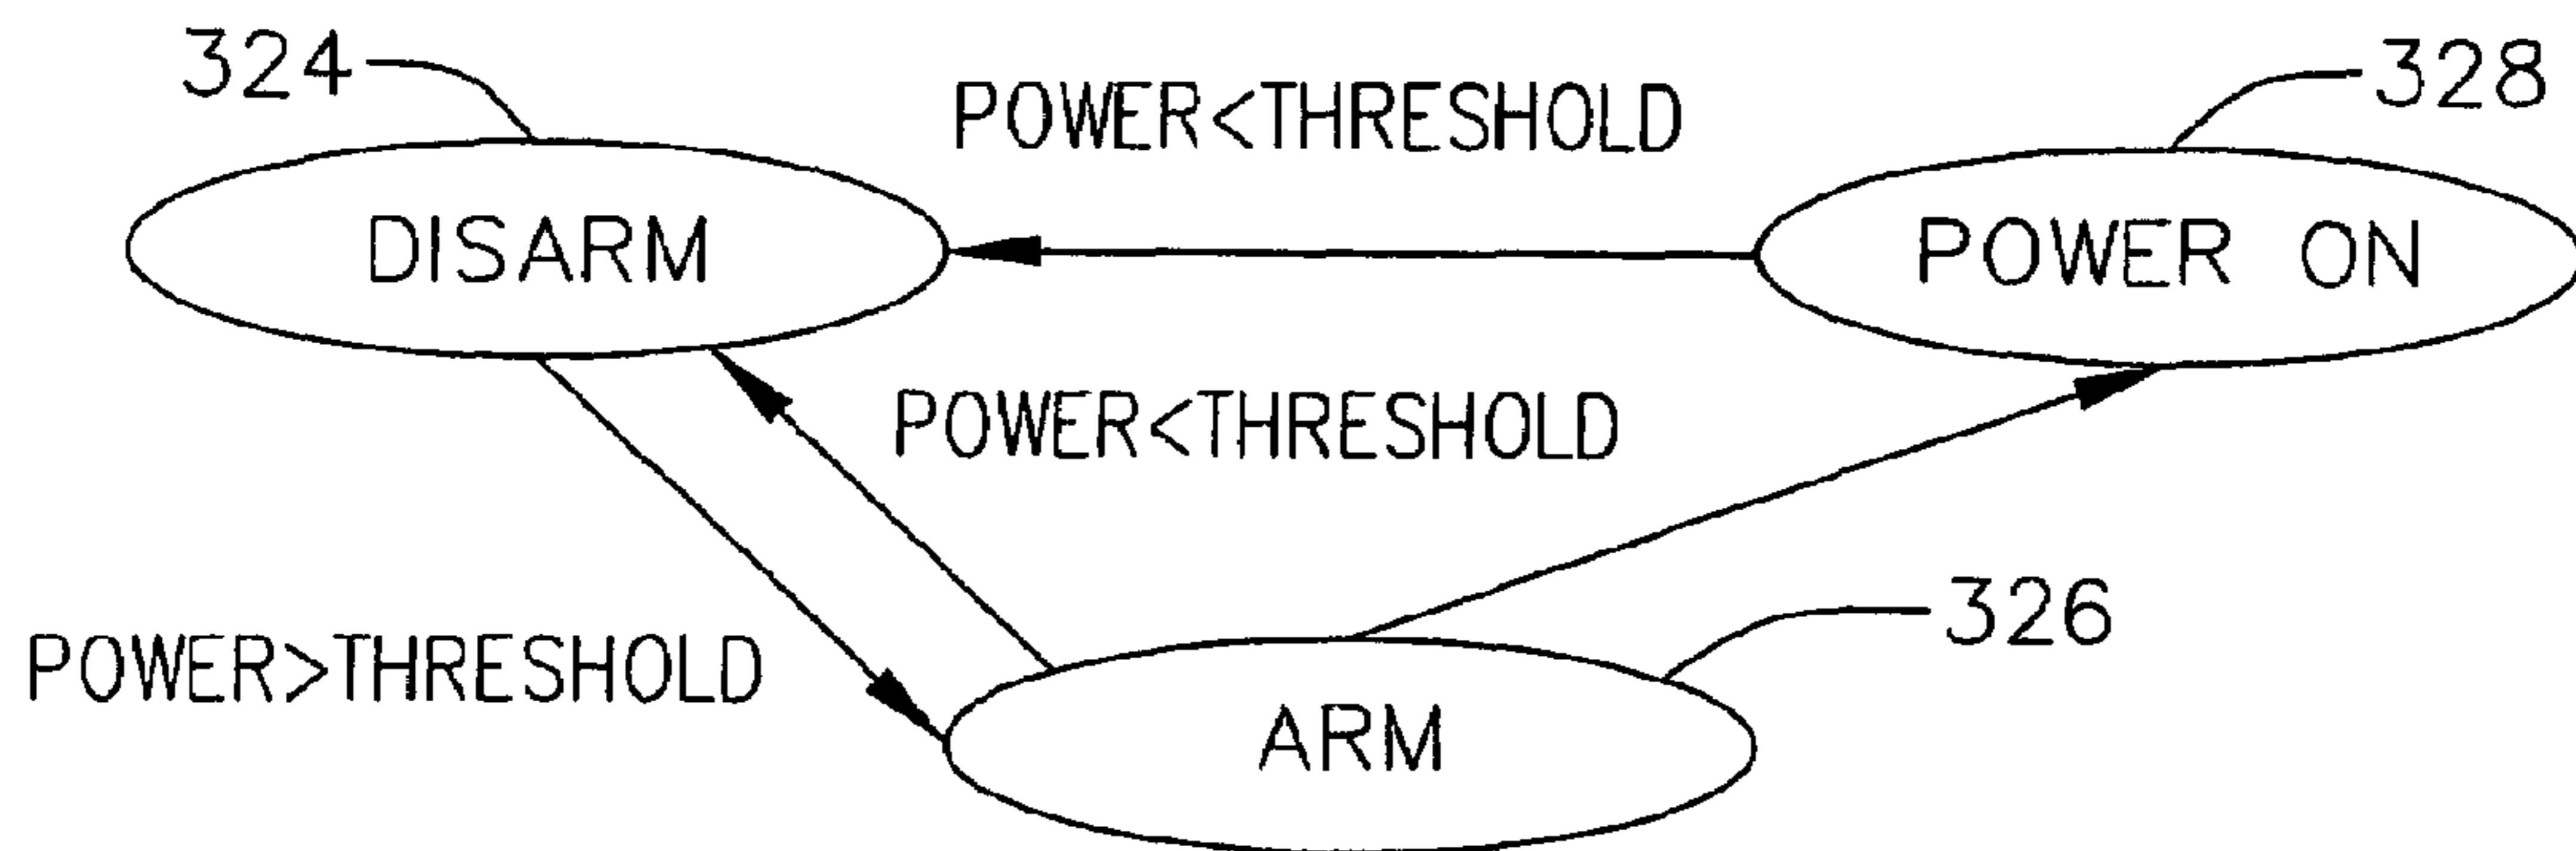 324
328
POWER<THRESHOLD
DISARM
POWER ON
POWER<THRESHOLD
326
POWER>THRESHOLD
ARM